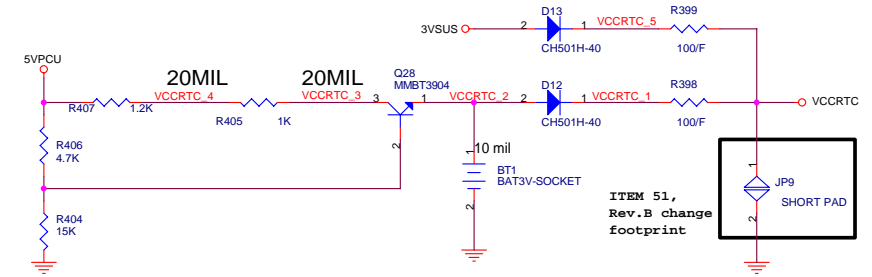 D13
R399
3VSUS
2
1
VCCRTC_5
CH501H-40
100/F
5VPCU
20MIL
20MIL
Q28
MMBT3904
D12
R398
R407
1.2K
VCCRTC_4
R405
1K
VCCRTC_3
3
1
VCCRTC_2
2
1
VCCRTC_1
VCCRTC
CH501H-40
100/F
2
R406
4.7K
1
10 mil
BT1
BAT3V-SOCKET
2
R404
15K
ITEM 51,
Rev.B change
footprint
1
JP9
SHORT PAD
2